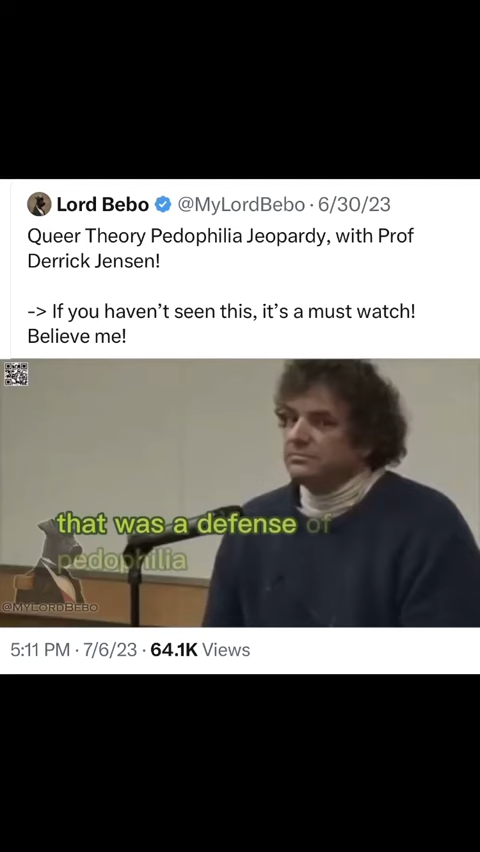 Lord Bebo @MyLordBebo · 6/30/23
Queer Theory Pedophilia Jeopardy, with Prof
Derrick Jensen!
-> If you haven’t seen this, it’s a must watch!
Believe me!
that was a defense of
pedophilia
@MYLORDBEBO
5:11 PM · 7/6/23 · 64.1K Views